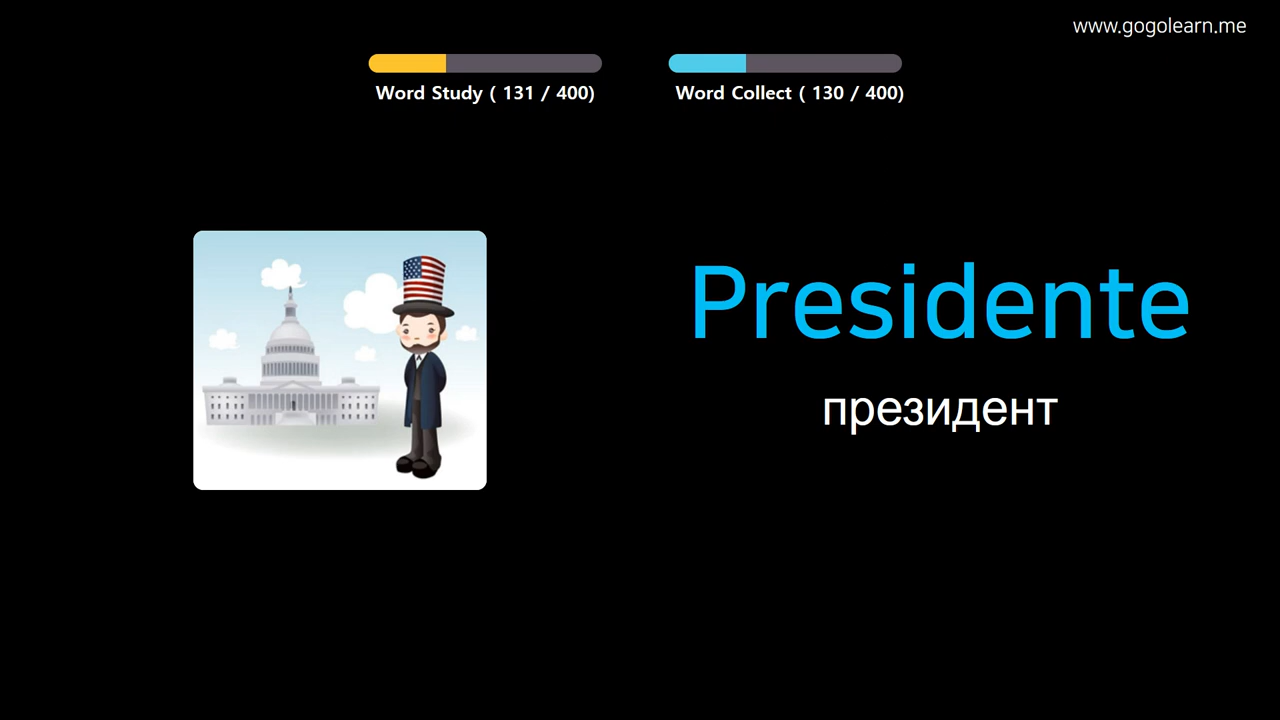 www.gogolearn.me
Word Study ( 131 / 400)
Word Collect ( 130 / 400)
Presidente
президент